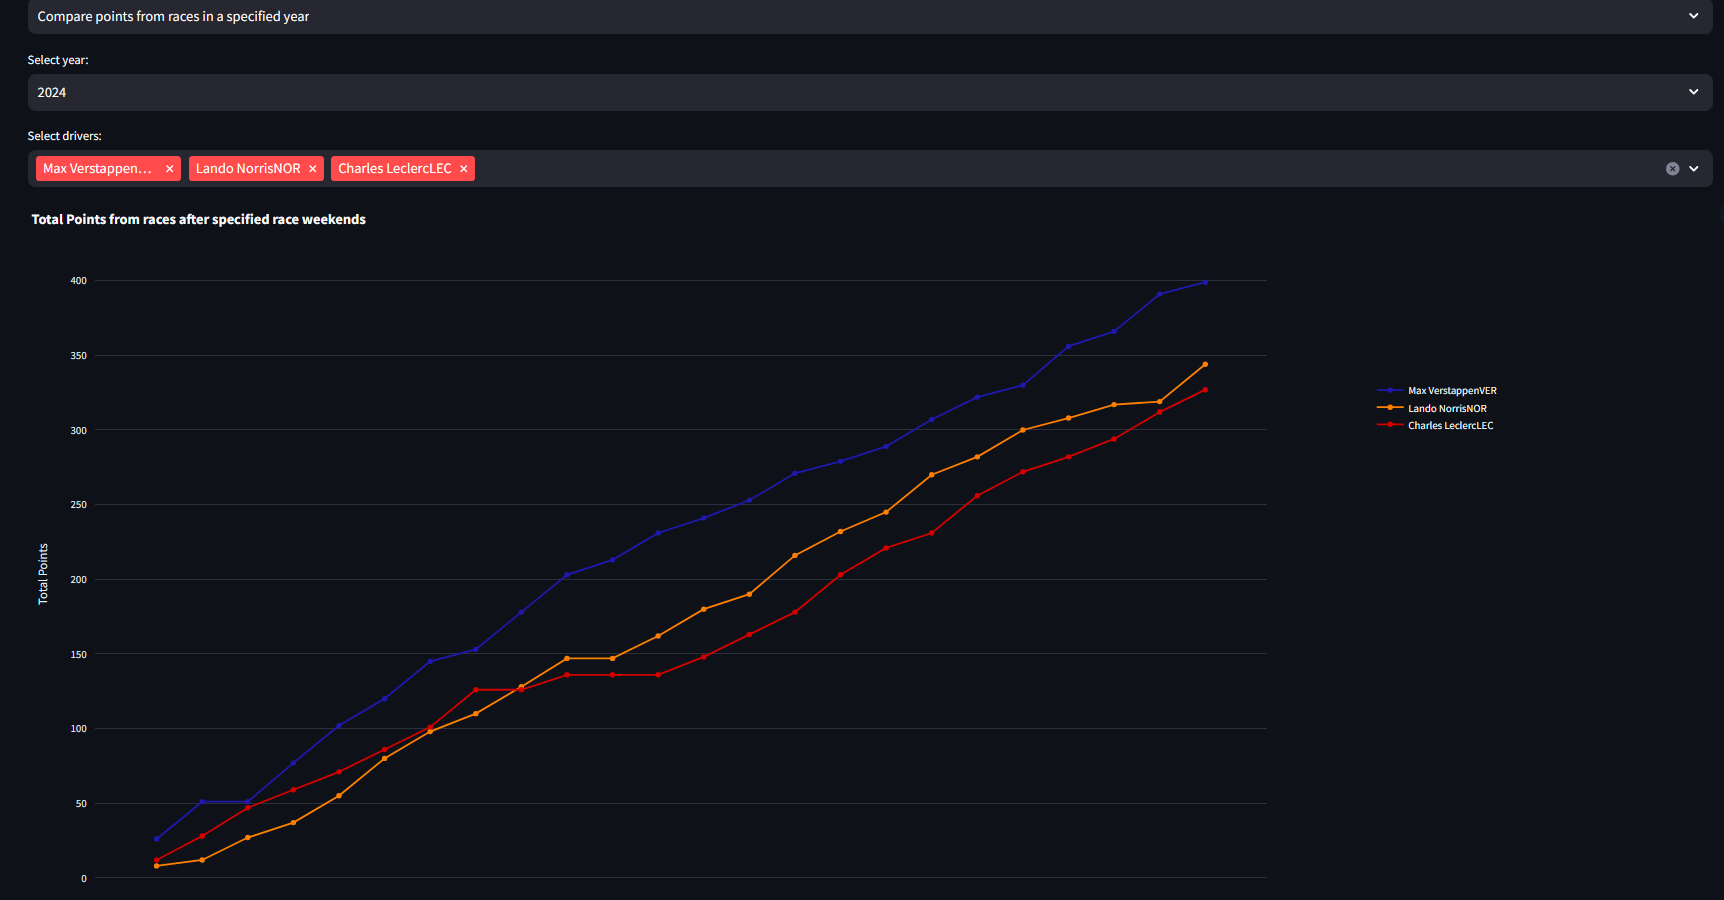 Compare points from races in a specified year
Select year:
2024
Select drivers:
Max Verstappen... Lando NorrisNOR Charles LeclercLEC
Total Points from races after specified race weekends
400
350
300
250
200
150
100
50
0
Total Points
Max VerstappenVER
Lando NorrisNOR
Charles LeclercLEC